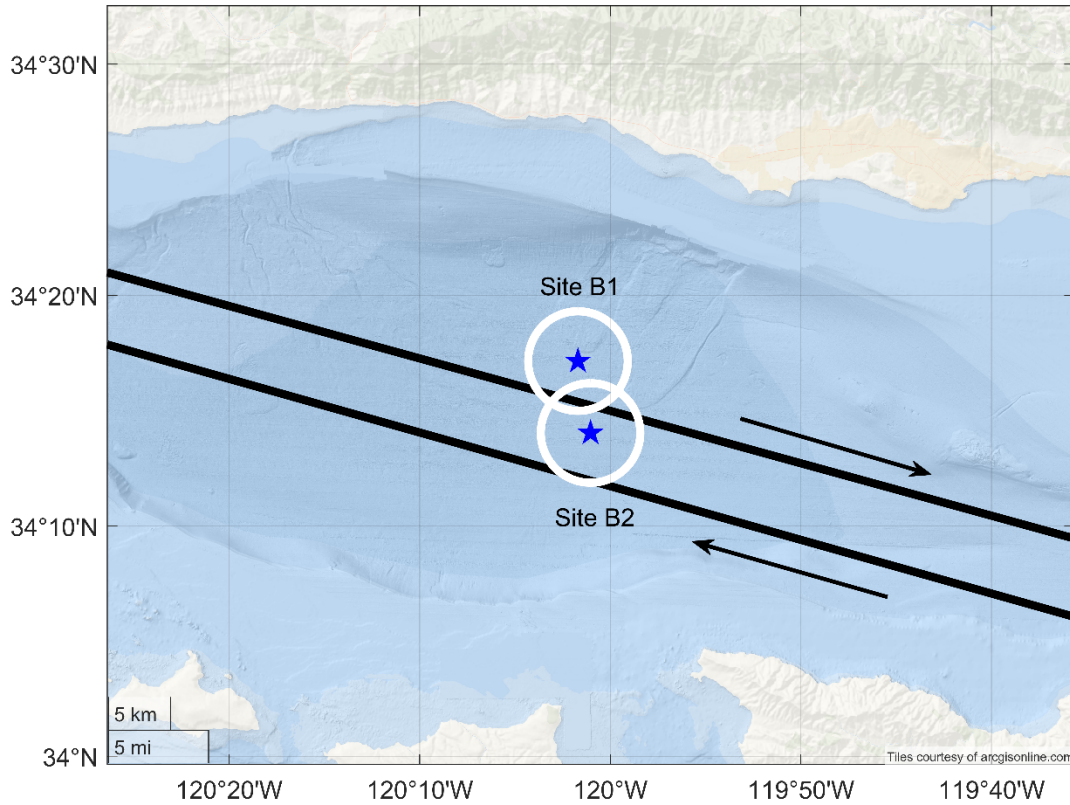 34°30'N
34°20'N
Site B1
Site B2
34°10'N
5 km
5 mi
34°N
Tiles courtesy of arcgisonline.com
120°20'W
120°10'W
120°W
119°50'W
119°40'W